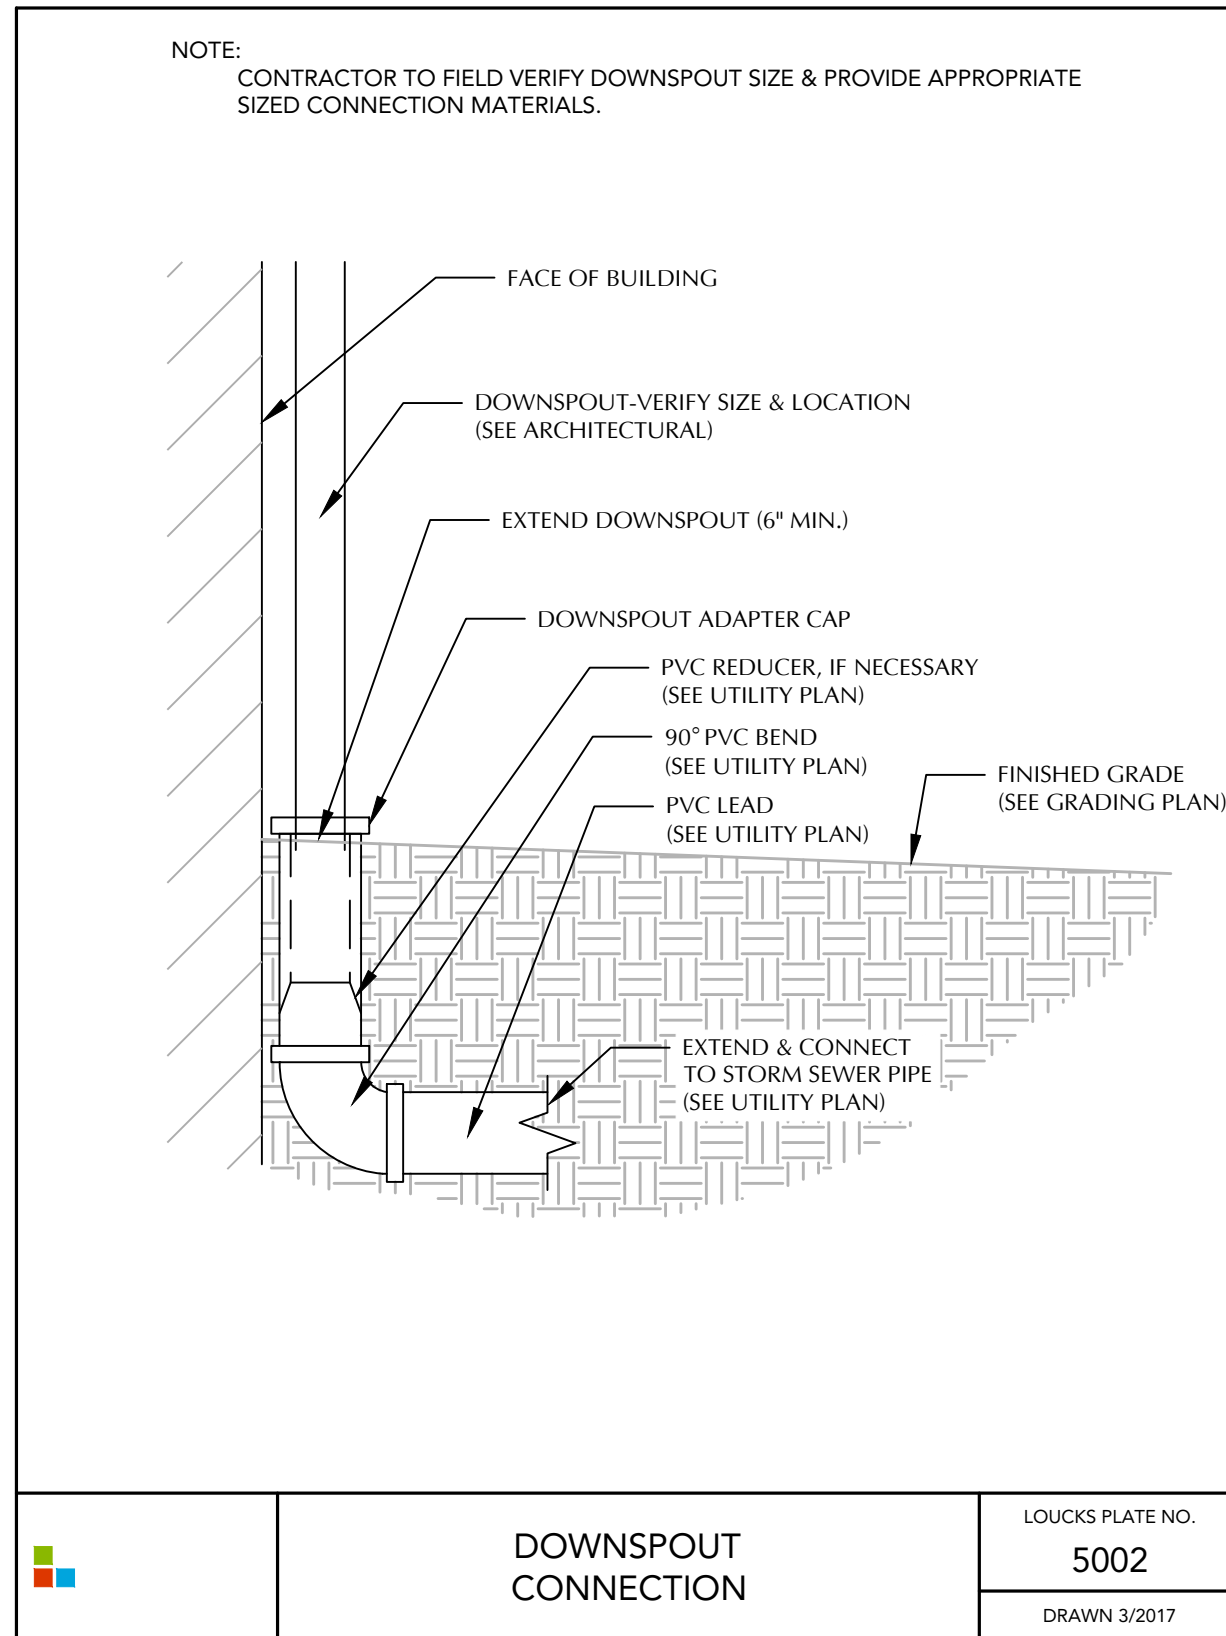 NOTE:
CONTRACTOR TO FIELD VERIFY DOWNSPOUT SIZE & PROVIDE APPROPRIATE
SIZED CONNECTION MATERIALS.
FACE OF BUILDING
DOWNSPOUT-VERIFY SIZE & LOCATION
(SEE ARCHITECTURAL)
EXTEND DOWNSPOUT (6" MIN.)
DOWNSPOUT ADAPTER CAP
PVC REDUCER, IF NECESSARY
(SEE UTILITY PLAN)
90° PVC BEND
(SEE UTILITY PLAN)
PVC LEAD
(SEE UTILITY PLAN)
FINISHED GRADE
(SEE GRADING PLAN)
EXTEND & CONNECT
TO STORM SEWER PIPE
(SEE UTILITY PLAN)
DOWNSPOUT
CONNECTION
LOUCKS PLATE NO.
5002
DRAWN 3/2017